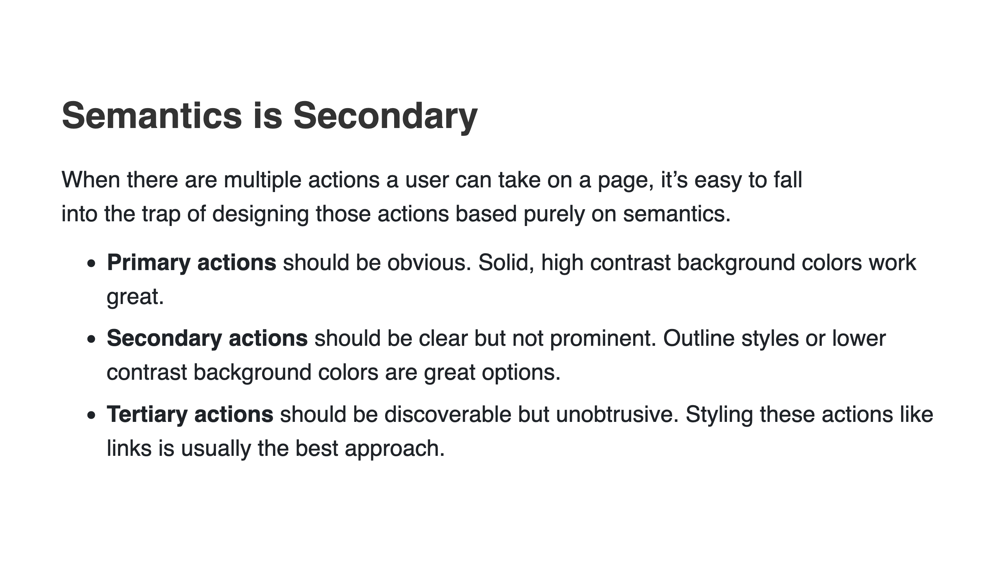 Semantics is Secondary
When there are multiple actions a user can take on a page, it’s easy to fall
into the trap of designing those actions based purely on semantics.
• Primary actions should be obvious. Solid, high contrast background colors work
great.
• Secondary actions should be clear but not prominent. Outline styles or lower
contrast background colors are great options.
• Tertiary actions should be discoverable but unobtrusive. Styling these actions like
links is usually the best approach.